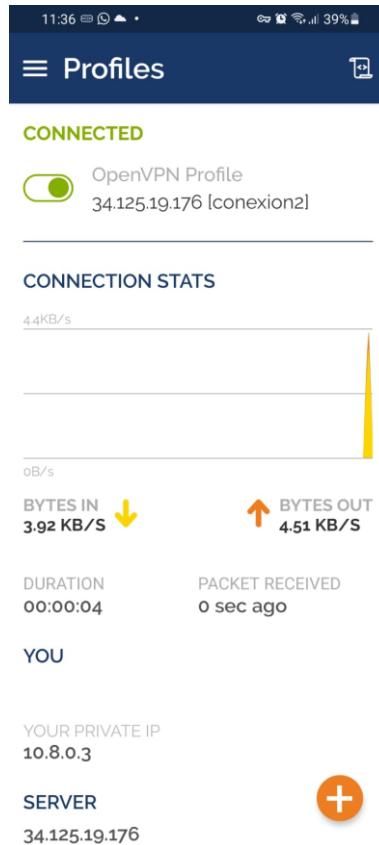 11:36
39%
Profiles
CONNECTED
OpenVPN Profile
34.125.19.176 [conexion2]
CONNECTION STATS
4.4KB/s
0B/s
BYTES IN
3.92 KB/S
BYTES OUT
4.51 KB/S
DURATION
00:00:04
PACKET RECEIVED
0 sec ago
YOU
YOUR PRIVATE IP
10.8.0.3
SERVER
34.125.19.176